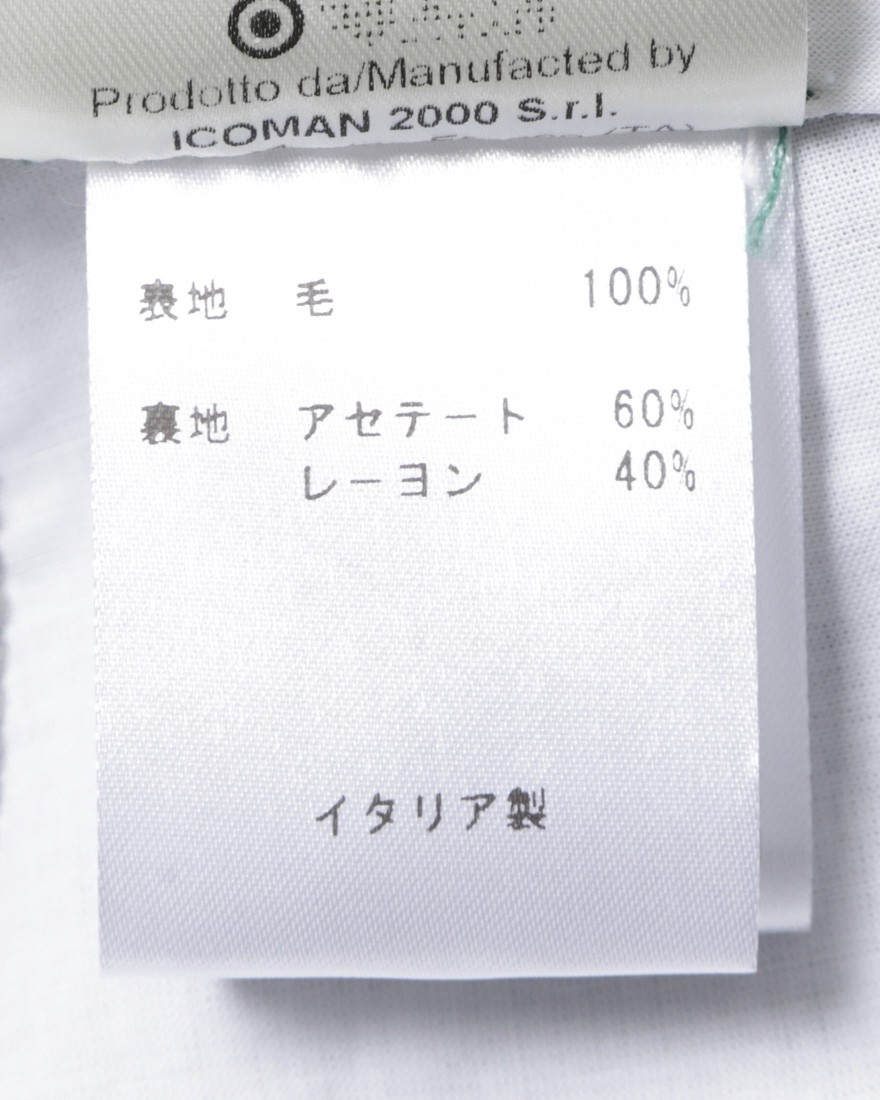 Prodotto da/Manufacted by
ICOMAN 2000 S.r.l.
表地 毛 100%
裏地 アセテート 60%
レーヨン 40%
イタリア製